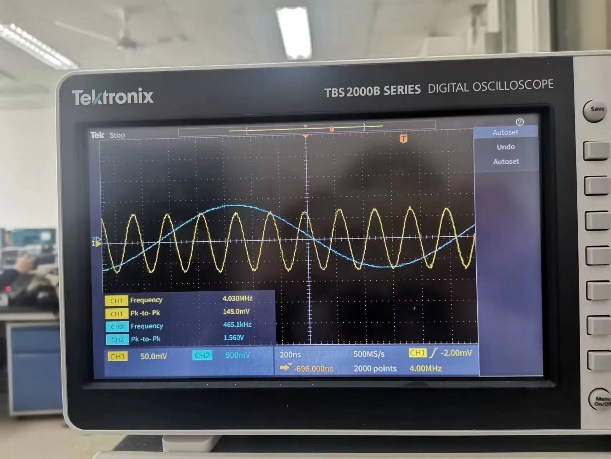 Tektronix
TBS 2000B SERIES DIGITAL OSCILLOSCOPE
Save
Tek Stop
Autoset
Undo
Autoset
T
CH1 Frequency 4.030MHz
CH1 Pk-to-Pk 148.0mV
CH2 Frequency 465.1kHz
CH2 Pk-to-Pk 1.560V
CH1 50.0mV CH2 500mV 200ns 500MS/s CH1 -2.00mV
-696.000ns 2000 points 4.00MHz
Menu
On/Off